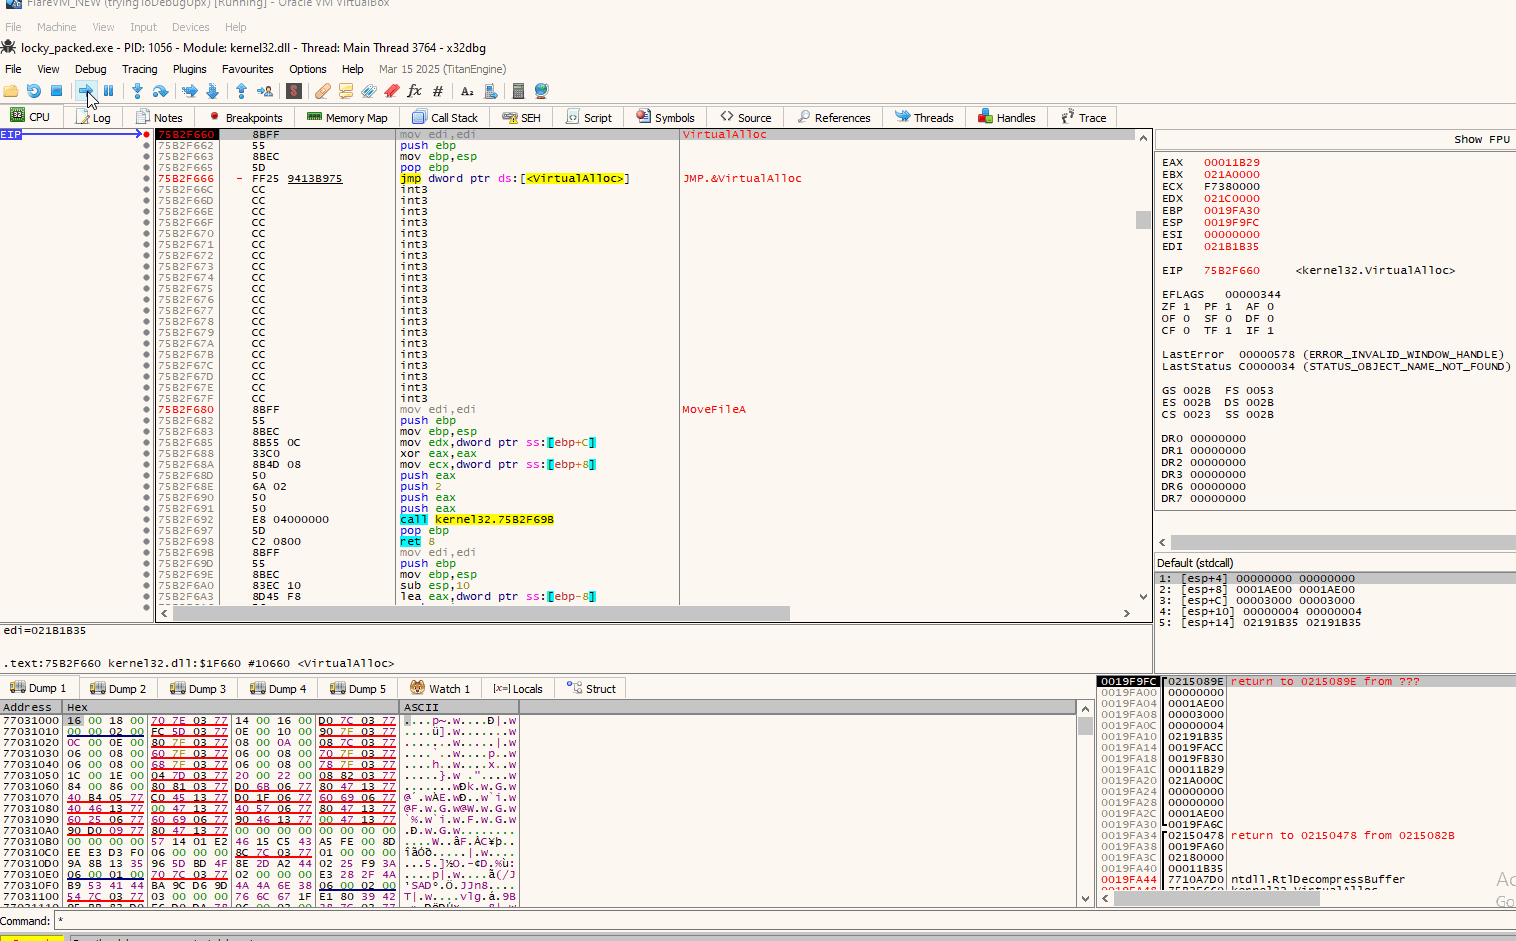 FlareVM_NEW (tryingToDebugUpx) [Running] - Oracle VM VirtualBox
File Machine View Input Devices Help
locky_packed.exe - PID: 1056 - Module: kernel32.dll - Thread: Main Thread 3764 - x32dbg
File View Debug Tracing Plugins Favourites Options Help Mar 15 2025 (TitanEngine)
CPU Log Notes Breakpoints Memory Map Call Stack SEH Script Symbols Source References Threads Handles Trace
EIP 75B2F660 8BFF mov edi,edi VirtualAlloc
75B2F662 55 push ebp
75B2F663 8BEC mov ebp,esp
75B2F665 5D pop ebp
75B2F666 - FF25 9413B975 jmp dword ptr ds:[<VirtualAlloc>] JMP.&VirtualAlloc
75B2F66C CC int3
75B2F66D CC int3
75B2F66E CC int3
75B2F66F CC int3
75B2F670 CC int3
75B2F671 CC int3
75B2F672 CC int3
75B2F673 CC int3
75B2F674 CC int3
75B2F675 CC int3
75B2F676 CC int3
75B2F677 CC int3
75B2F678 CC int3
75B2F679 CC int3
75B2F67A CC int3
75B2F67B CC int3
75B2F67C CC int3
75B2F67D CC int3
75B2F67E CC int3
75B2F67F CC int3
75B2F680 8BFF mov edi,edi MoveFileA
75B2F682 55 push ebp
75B2F683 8BEC mov ebp,esp
75B2F685 8B55 0C mov edx,dword ptr ss:[ebp+C]
75B2F688 33C0 xor eax,eax
75B2F68A 8B4D 08 mov ecx,dword ptr ss:[ebp+8]
75B2F68D 50 push eax
75B2F68E 6A 02 push 2
75B2F690 50 push eax
75B2F691 50 push eax
75B2F692 E8 04000000 call kernel32.75B2F69B
75B2F697 5D pop ebp
75B2F698 C2 0800 ret 8
75B2F69B 8BFF mov edi,edi
75B2F69D 55 push ebp
75B2F69E 8BEC mov ebp,esp
75B2F6A0 83EC 10 sub esp,10
75B2F6A3 8D45 F8 lea eax,dword ptr ss:[ebp-8]
Show FPU
EAX 00011B29
EBX 021A0000
ECX F7380000
EDX 021C0000
EBP 0019FA30
ESP 0019F9FC
ESI 00000000
EDI 021B1B35
EIP 75B2F660 <kernel32.VirtualAlloc>
EFLAGS 00000344
ZF 1 PF 1 AF 0
OF 0 SF 0 DF 0
CF 0 TF 1 IF 1
LastError 00000578 (ERROR_INVALID_WINDOW_HANDLE)
LastStatus C0000034 (STATUS_OBJECT_NAME_NOT_FOUND)
GS 002B FS 0053
ES 002B DS 002B
CS 0023 SS 002B
DR0 00000000
DR1 00000000
DR2 00000000
DR3 00000000
DR6 00000000
DR7 00000000
Default (stdcall)
1: [esp+4] 00000000 00000000
2: [esp+8] 0001AE00 0001AE00
3: [esp+C] 00003000 00003000
4: [esp+10] 00000004 00000004
5: [esp+14] 02191B35 02191B35
edi=021B1B35
.text:75B2F660 kernel32.dll:$1F660 #10660 <VirtualAlloc>
Dump 1 Dump 2 Dump 3 Dump 4 Dump 5 Watch 1 Locals Struct
Address Hex ASCII
77031000 16 00 18 00 70 7E 03 77 14 00 16 00 D0 7C 03 77 ....p~.w....Ð|.w
77031010 00 00 02 00 FC 5D 03 77 0E 00 10 00 90 7F 03 77 ....ü].w.......w
77031020 0C 00 0E 00 80 7F 03 77 08 00 0A 00 08 7C 03 77
77031030 06 00 08 00 60 7F 03 77 06 00 08 00 70 7F 03 77
77031040 06 00 08 00 68 7F 03 77 06 00 08 00 78 7F 03 77
77031050 1C 00 1E 00 04 7D 03 77 20 00 22 00 08 82 03 77
77031060 84 00 86 00 80 81 03 77 D0 6B 06 77 80 47 13 77
77031070 40 B4 05 77 C0 45 13 77 D0 1F 06 77 60 69 06 77
77031080 40 46 13 77 00 47 13 77 40 57 06 77 80 47 13 77
77031090 60 25 06 77 60 69 06 77 90 46 13 77 00 47 13 77
770310A0 90 D0 09 77 80 47 13 77 00 00 00 00 00 00 00 00
770310B0 00 00 00 00 57 14 01 E2 46 15 C5 43 A5 FE 00 8D
770310C0 EE E3 D3 F0 06 00 00 00 8C 7C 03 77 01 00 00 00
770310D0 9A 8B 13 35 96 5D BD 4F 8E 2D A2 44 02 25 F9 3A
770310E0 06 00 01 00 70 7C 03 77 02 00 00 00 E3 28 2F 4A
770310F0 B9 53 41 44 BA 9C D6 9D 4A 4A 6E 38 06 00 02 00
77031100 54 7C 03 77 03 00 00 00 76 6C 67 1F E1 80 39 42
0019F9FC 0215089E return to 0215089E from ???
0019FA00 00000000
0019FA04 0001AE00
0019FA08 00003000
0019FA0C 00000004
0019FA10 02191B35
0019FA14 0019FACC
0019FA18 0019FB30
0019FA1C 00011B29
0019FA20 021A000C
0019FA24 00000000
0019FA28 00000000
0019FA2C 0001AE00
0019FA30 0019FA6C
0019FA34 02150478 return to 02150478 from 0215082B
0019FA38 0019FA60
0019FA3C 02180000
0019FA40 00011B35
0019FA44 7710A7D0 ntdll.RtlDecompressBuffer
Command: *